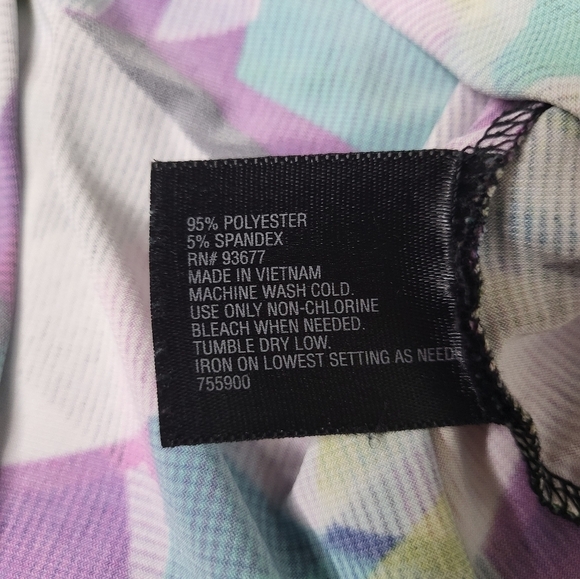 95% POLYESTER
5% SPANDEX
RN# 93677
MADE IN VIETNAM
MACHINE WASH COLD.
USE ONLY NON-CHLORINE
BLEACH WHEN NEEDED.
TUMBLE DRY LOW.
IRON ON LOWEST SETTING AS NEED
755900